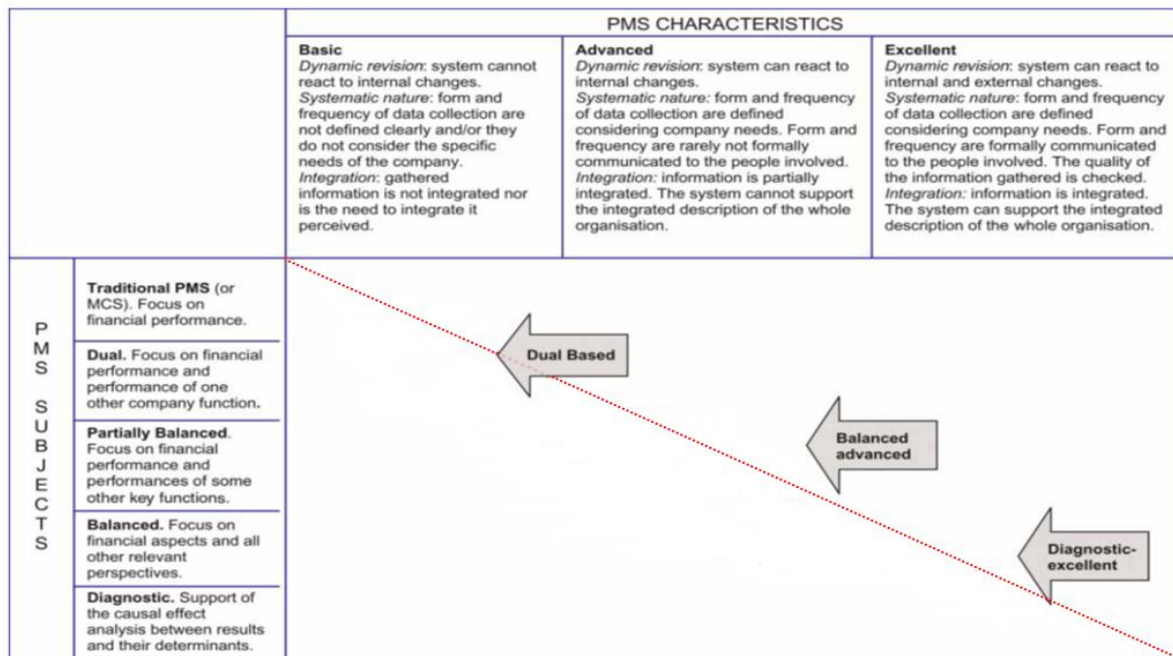 PMS CHARACTERISTICS
Basic
Dynamic revision: system cannot
react to internal changes.
Systematic nature: form and
frequency of data collection are
not defined clearly and/or they
do not consider the specific
needs of the company.
Integration: gathered
information is not integrated nor
is the need to integrate it
perceived.
Advanced
Dynamic revision: system can react to
internal changes.
Systematic nature: form and frequency
of data collection are defined
considering company needs. Form and
frequency are rarely not formally
communicated to the people involved.
Integration: information is partially
integrated. The system cannot support
the integrated description of the whole
organisation.
Excellent
Dynamic revision: system can react to
internal and external changes.
Systematic nature: form and frequency
of data collection are defined
considering company needs. Form and
frequency are formally communicated
to the people involved. The quality of
the information gathered is checked.
Integration: information is integrated.
The system can support the integrated
description of the whole organisation.
PMS SUBJECTS
Traditional PMS (or
MCS). Focus on
financial performance.
Dual. Focus on financial
performance and
performance of one
other company function.
Partially Balanced.
Focus on financial
performance and
performances of some
other key functions.
Balanced. Focus on
financial aspects and all
other relevant
perspectives.
Diagnostic. Support of
the causal effect
analysis between results
and their determinants.
Dual Based
Balanced
advanced
Diagnostic-
excellent